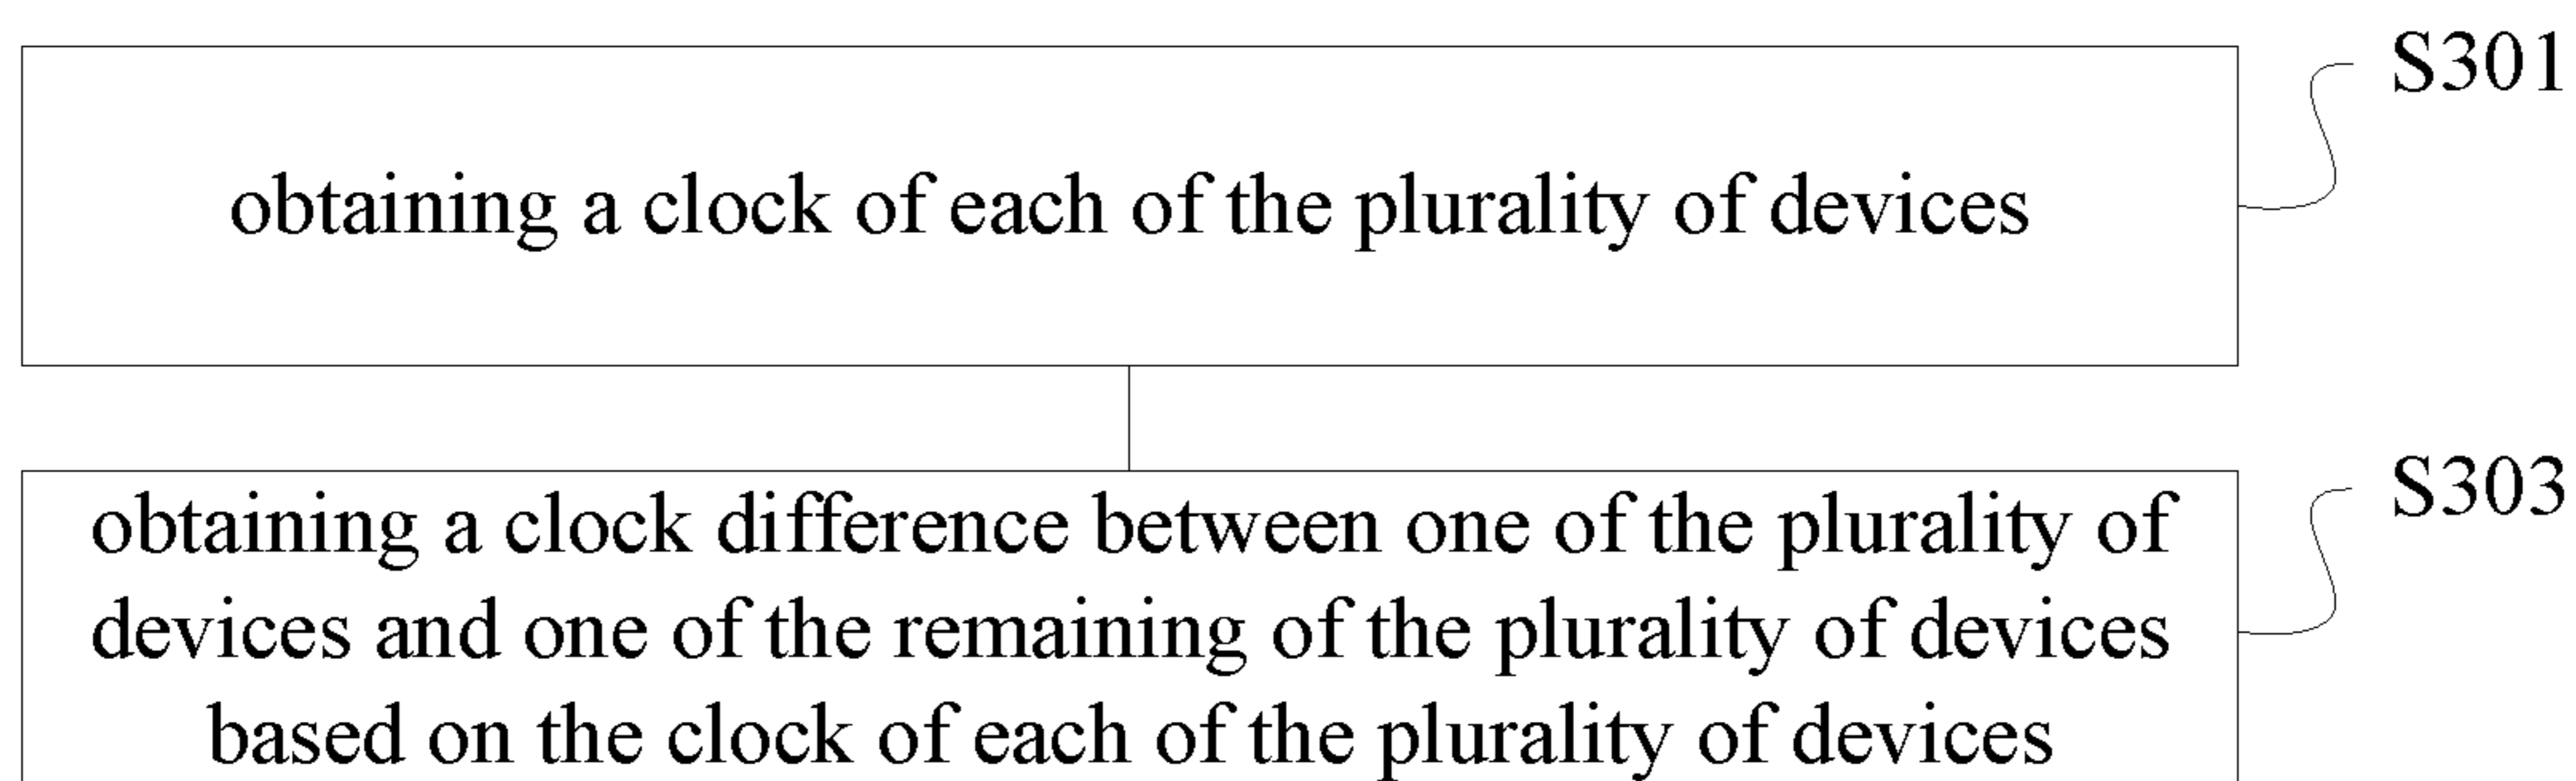 S301
obtaining a clock of each of the plurality of devices
S303
obtaining a clock difference between one of the plurality of
devices and one of the remaining of the plurality of devices
based on the clock of each of the plurality of devices